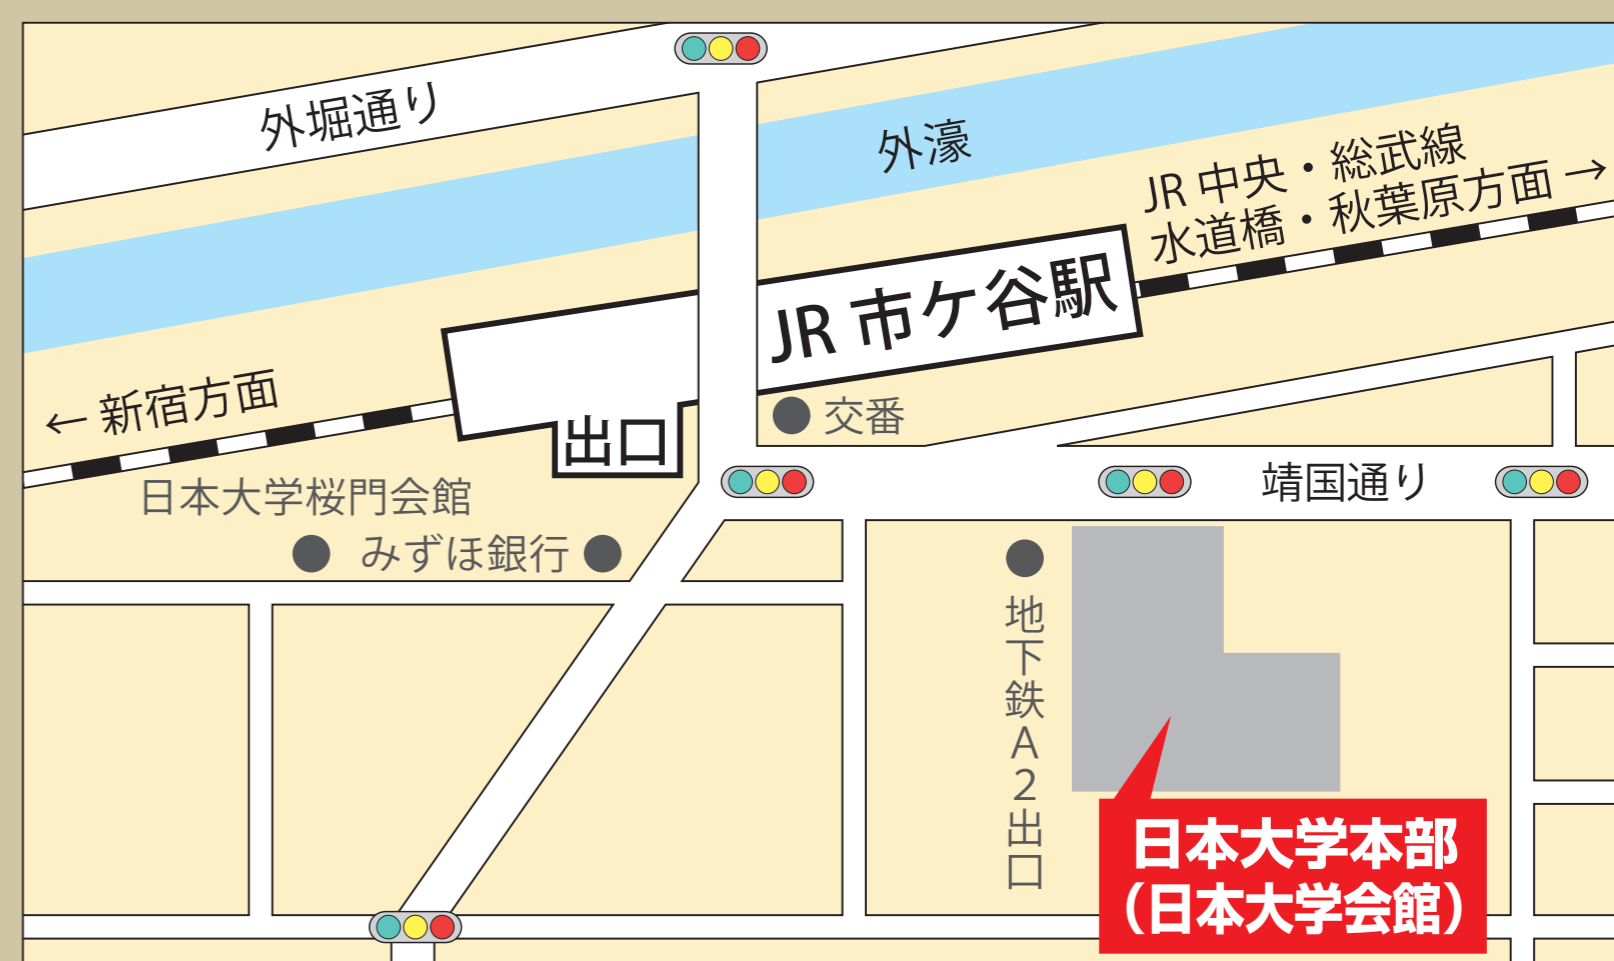 外堀通り
外濠
JR 中央・総武線
水道橋・秋葉原方面 →
JR 市ケ谷駅
← 新宿方面
出口
交番
日本大学桜門会館
みずほ銀行
靖国通り
地下鉄A2出口
日本大学本部
（日本大学会館）